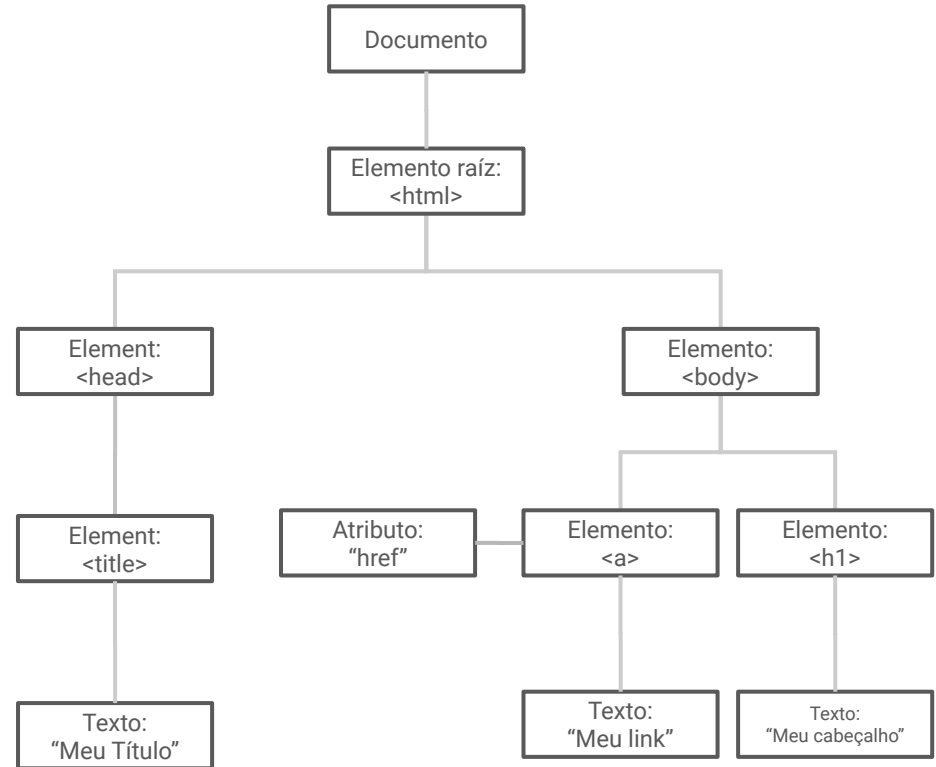 Documento
Elemento raíz:
<html>
Element:
<head>
Elemento:
<body>
Element:
<title>
Atributo:
“href”
Elemento:
<a>
Elemento:
<h1>
Texto:
“Meu Título”
Texto:
“Meu link”
Texto:
“Meu cabeçalho”